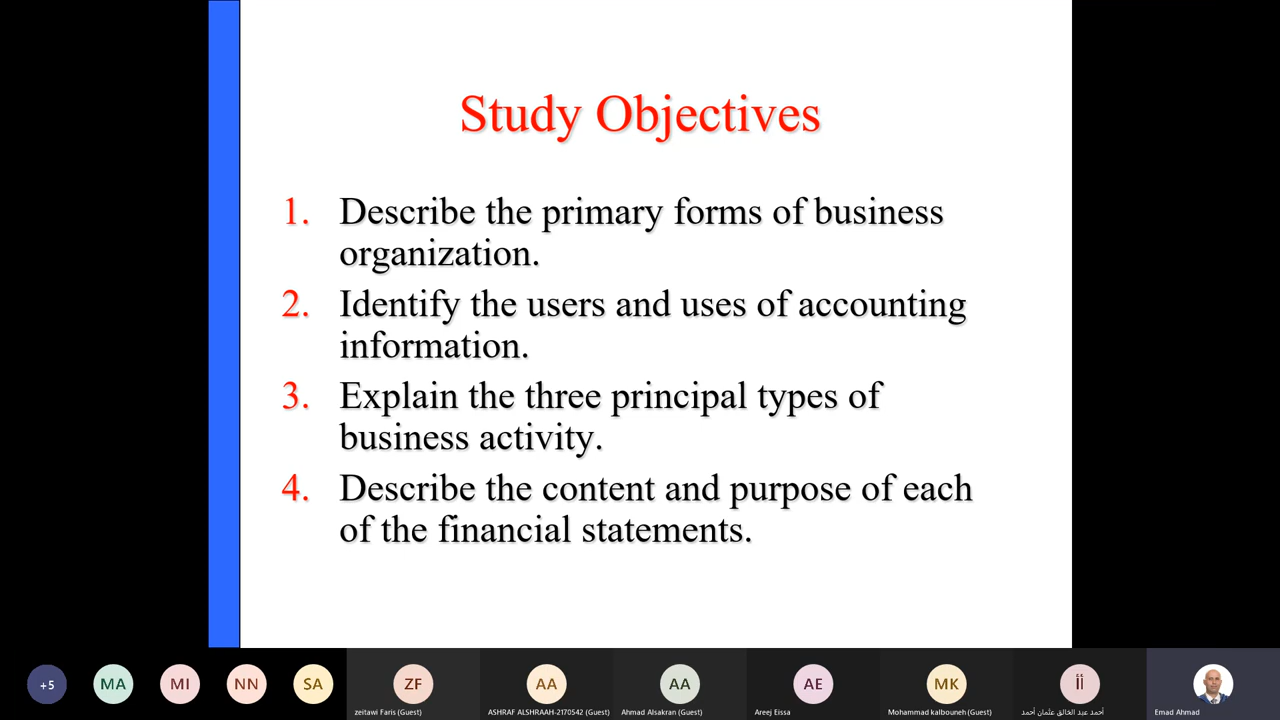 Study Objectives
1. Describe the primary forms of business
organization.
2. Identify the users and uses of accounting
information.
3. Explain the three principal types of
business activity.
4. Describe the content and purpose of each
of the financial statements.
+5 MA MI NN SA ZF AA AA AE MK أأ
zeitawi Faris (Guest) ASHRAF ALSHRAAH-2170542 (Guest) Ahmad Alsakran (Guest) Areej Eissa Mohammad kalbouneh (Guest) أحمد عبد الخالق عثمان أحمد Emad Ahmad